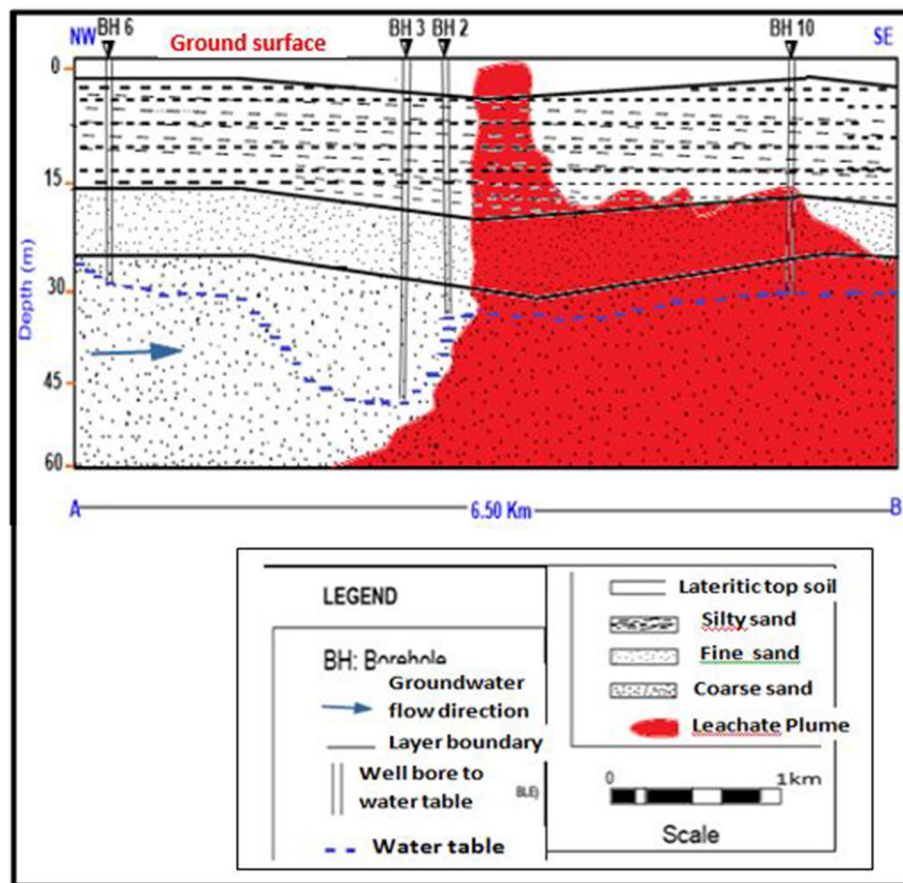 BH 6
BH 3
BH 2
BH 10
NW
Ground surface
SE
0
15
30
45
60
Depth (m)
A
6.50 Km
B
LEGEND
BH: Borehole
Groundwater
flow direction
Layer boundary
Well bore to
water table
BLE)
Water table
Lateritic top soil
Silty sand
Fine sand
Coarse sand
Leachate Plume
0
1km
Scale